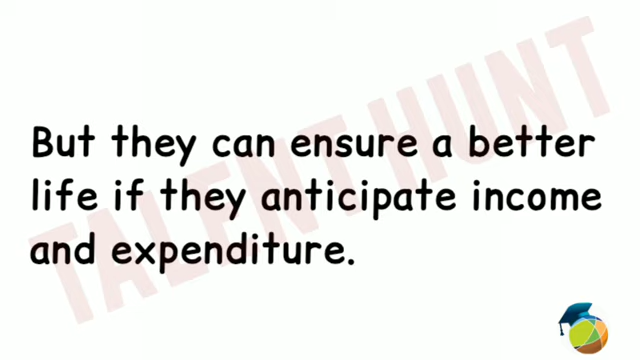 But they can ensure a better
life if they anticipate income
and expenditure.
TALENT HUNT